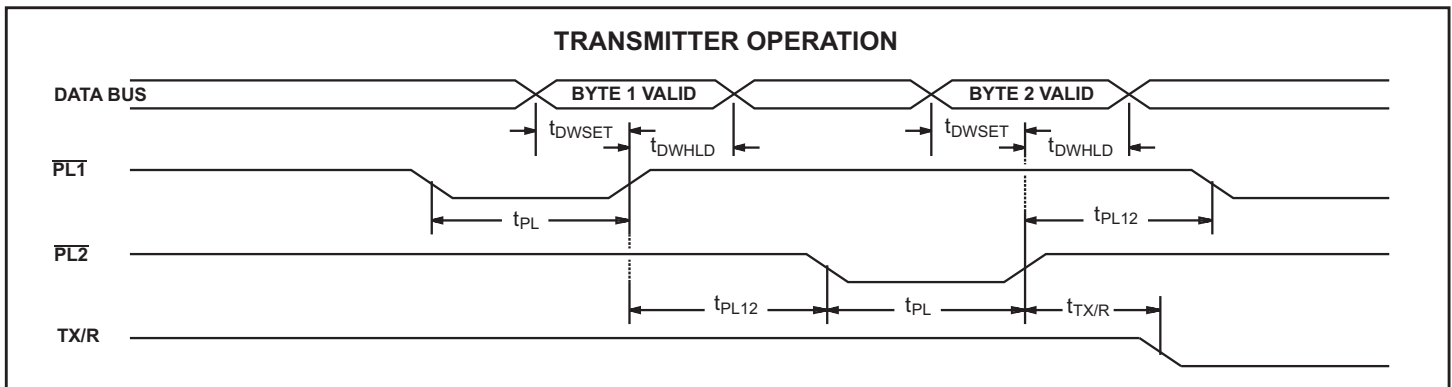 TRANSMITTER OPERATION
DATA BUS
BYTE 1 VALID
BYTE 2 VALID
tDWSET
tDWHLD
tDWSET
tDWHLD
PL1
tPL
tPL12
PL2
tPL12
tPL
tTX/R
TX/R